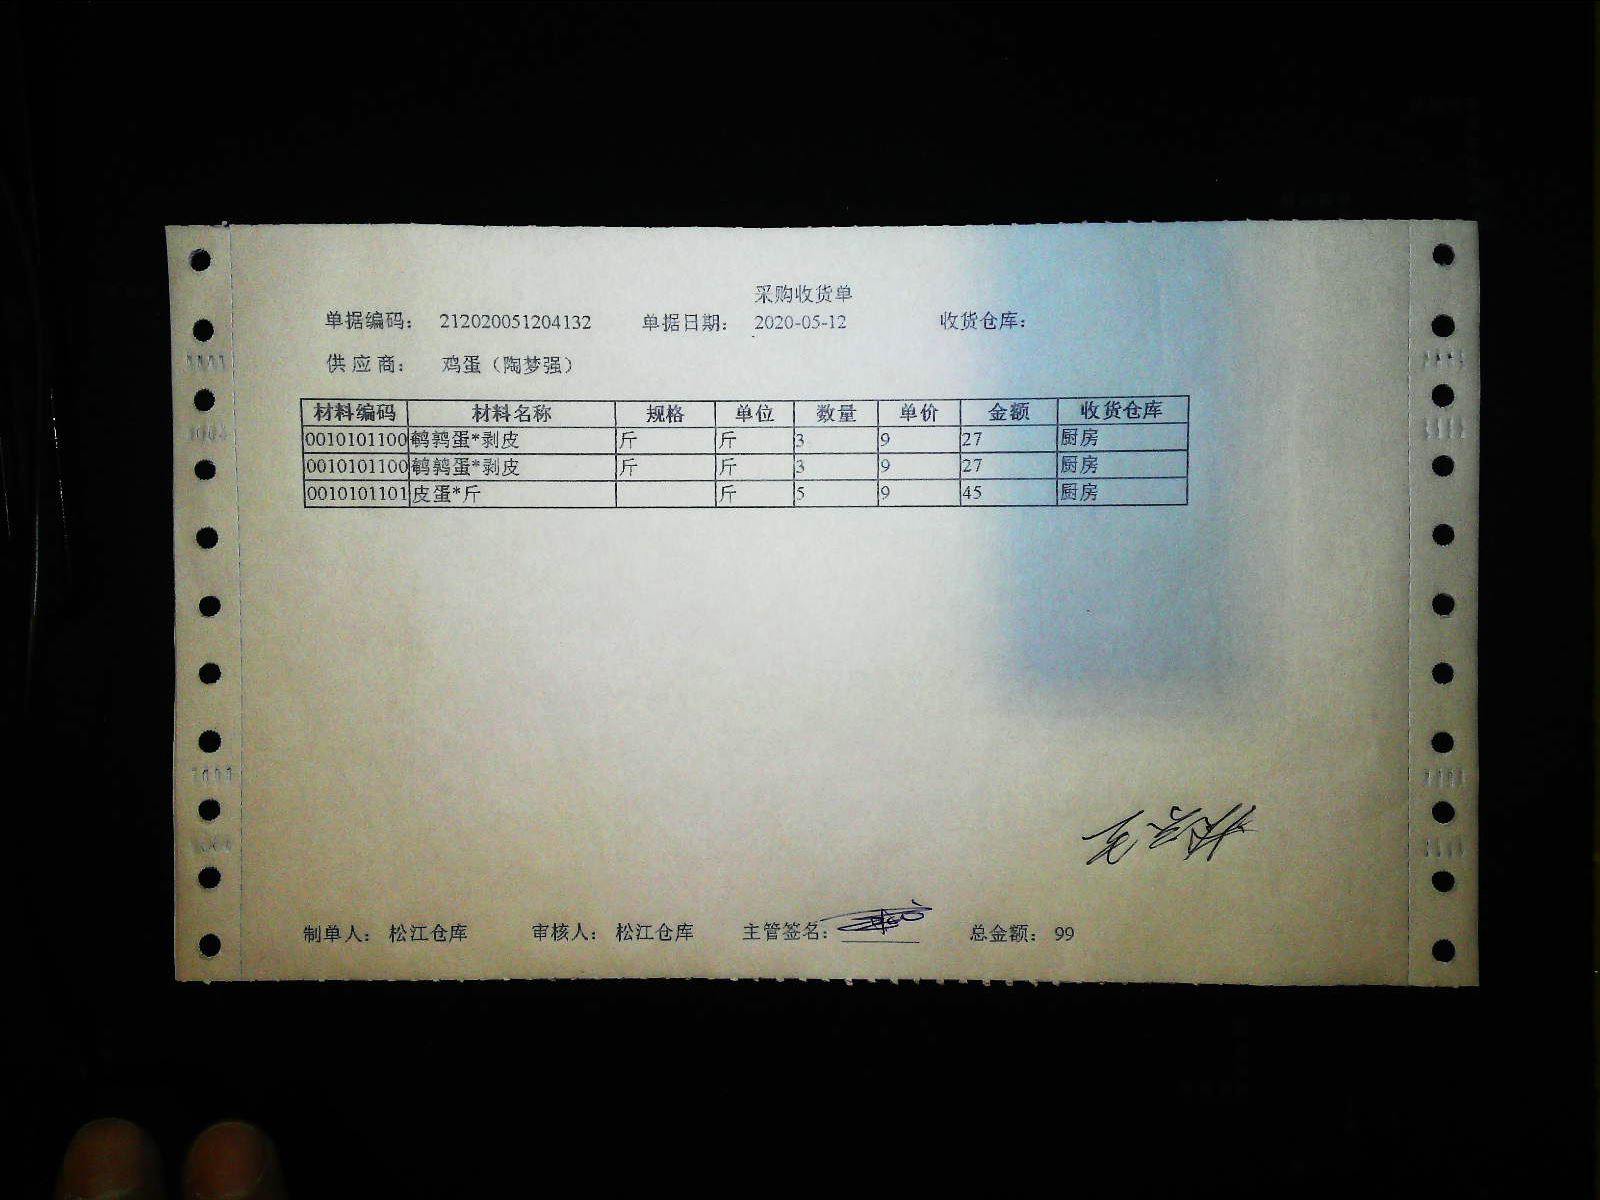 采购收货单
单据编码： 212020051204132 单据日期： 2020-05-12 收货仓库：
供 应 商： 鸡蛋（陶梦强）
材料编码 材料名称 规格 单位 数量 单价 金额 收货仓库
0010101100 鹌鹑蛋*剥皮 斤 斤 3 9 27 厨房
0010101100 鹌鹑蛋*剥皮 斤 斤 3 9 27 厨房
0010101101 皮蛋*斤 斤 5 9 45 厨房
制单人： 松江仓库 审核人： 松江仓库 主管签名： 总金额： 99